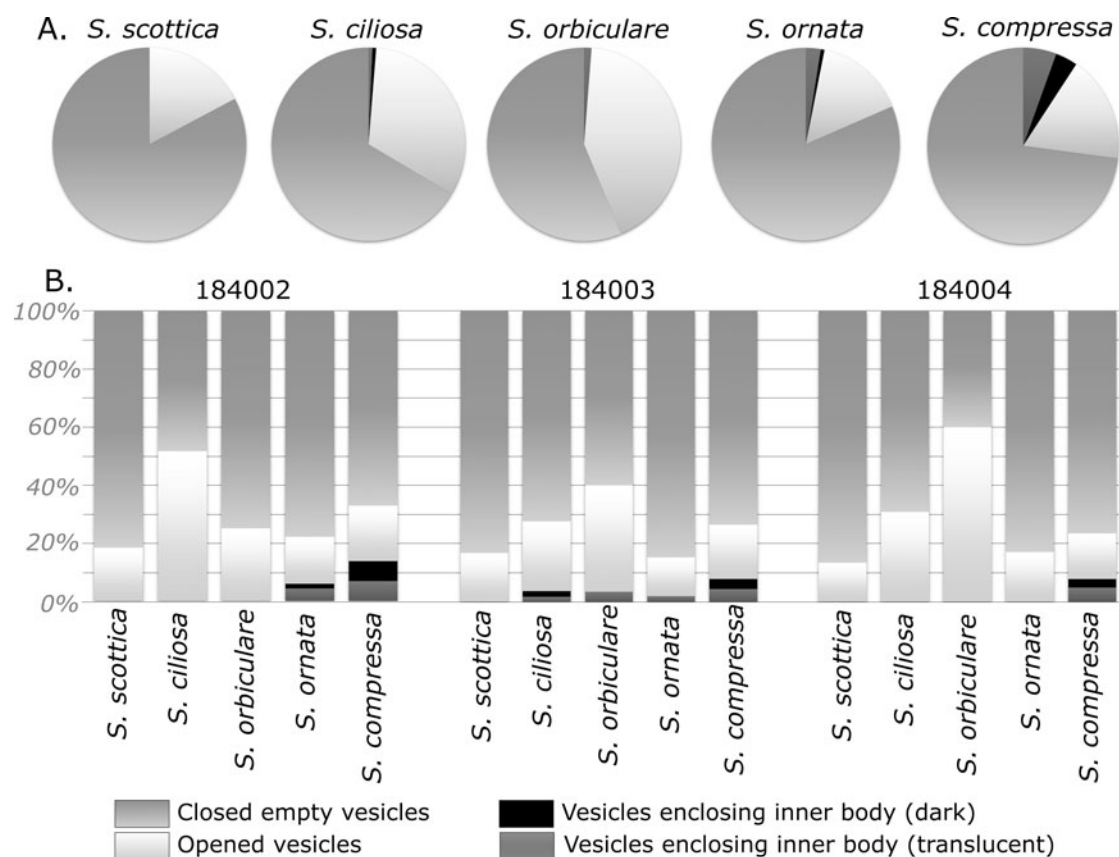 A.
S. scottica S. ciliosa S. orbiculare S. ornata S. compressa
B.
184002 184003 184004
100%
80%
60%
40%
20%
0%
S. scottica S. ciliosa S. orbiculare S. ornata S. compressa S. scottica S. ciliosa S. orbiculare S. ornata S. compressa S. scottica S. ciliosa S. orbiculare S. ornata S. compressa
Closed empty vesicles Vesicles enclosing inner body (dark)
Opened vesicles Vesicles enclosing inner body (translucent)